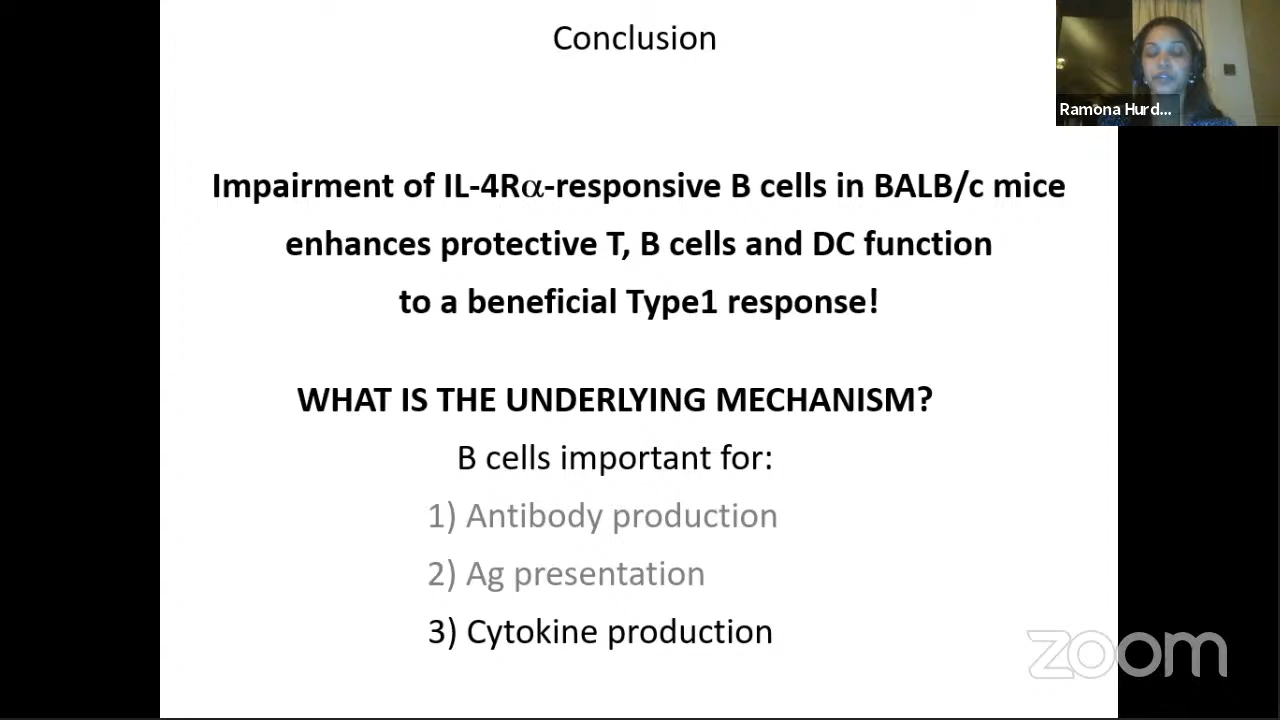 Conclusion
Ramona Hurd...
Impairment of IL-4Rα-responsive B cells in BALB/c mice
enhances protective T, B cells and DC function
to a beneficial Type1 response!
WHAT IS THE UNDERLYING MECHANISM?
B cells important for:
1) Antibody production
2) Ag presentation
3) Cytokine production
zoom